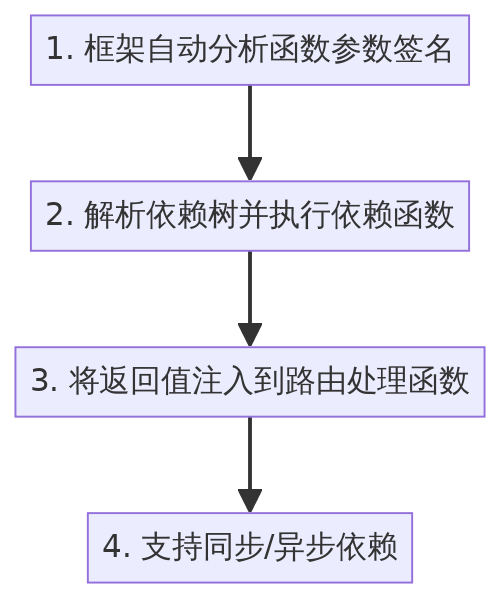 1. 框架自动分析函数参数签名
2. 解析依赖树并执行依赖函数
3. 将返回值注入到路由处理函数
4. 支持同步/异步依赖